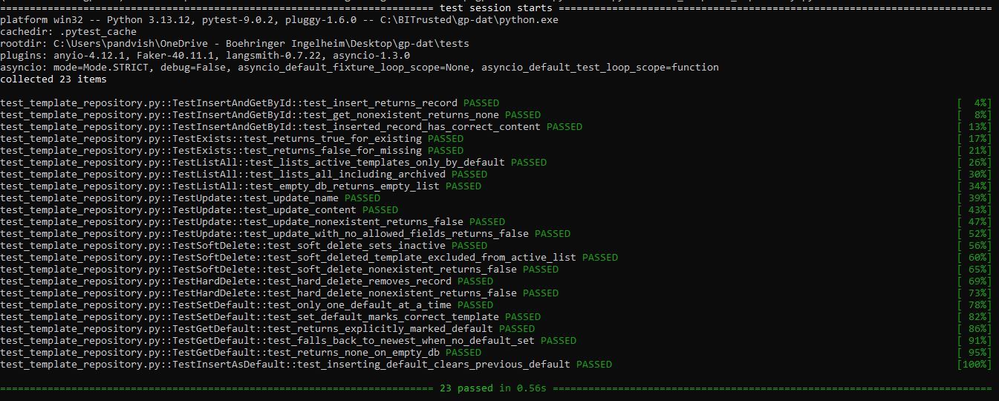 ============================= test session starts =============================
platform win32 -- Python 3.13.12, pytest-9.0.2, pluggy-1.6.0 -- C:\BITrusted\gp-dat\python.exe
cachedir: .pytest_cache
rootdir: C:\Users\pandvish\OneDrive - Boehringer Ingelheim\Desktop\gp-dat\tests
plugins: anyio-4.12.1, Faker-40.11.1, langsmith-0.7.22, asyncio-1.3.0
asyncio: mode=Mode.STRICT, debug=False, asyncio_default_fixture_loop_scope=None, asyncio_default_test_loop_scope=function
collected 23 items
test_template_repository.py::TestInsertAndGetById::test_insert_returns_record PASSED [  4%]
test_template_repository.py::TestInsertAndGetById::test_get_nonexistent_returns_none PASSED [  8%]
test_template_repository.py::TestInsertAndGetById::test_inserted_record_has_correct_content PASSED [ 13%]
test_template_repository.py::TestExists::test_returns_true_for_existing PASSED [ 17%]
test_template_repository.py::TestExists::test_returns_false_for_missing PASSED [ 21%]
test_template_repository.py::TestListAll::test_lists_active_templates_only_by_default PASSED [ 26%]
test_template_repository.py::TestListAll::test_lists_all_including_archived PASSED [ 30%]
test_template_repository.py::TestListAll::test_empty_db_returns_empty_list PASSED [ 34%]
test_template_repository.py::TestUpdate::test_update_name PASSED [ 39%]
test_template_repository.py::TestUpdate::test_update_content PASSED [ 43%]
test_template_repository.py::TestUpdate::test_update_nonexistent_returns_false PASSED [ 47%]
test_template_repository.py::TestUpdate::test_update_with_no_allowed_fields_returns_false PASSED [ 52%]
test_template_repository.py::TestSoftDelete::test_soft_delete_sets_inactive PASSED [ 56%]
test_template_repository.py::TestSoftDelete::test_soft_deleted_template_excluded_from_active_list PASSED [ 60%]
test_template_repository.py::TestSoftDelete::test_soft_delete_nonexistent_returns_false PASSED [ 65%]
test_template_repository.py::TestHardDelete::test_hard_delete_removes_record PASSED [ 69%]
test_template_repository.py::TestHardDelete::test_hard_delete_nonexistent_returns_false PASSED [ 73%]
test_template_repository.py::TestSetDefault::test_only_one_default_at_a_time PASSED [ 78%]
test_template_repository.py::TestSetDefault::test_set_default_marks_correct_template PASSED [ 82%]
test_template_repository.py::TestGetDefault::test_returns_explicitly_marked_default PASSED [ 86%]
test_template_repository.py::TestGetDefault::test_falls_back_to_newest_when_no_default_set PASSED [ 91%]
test_template_repository.py::TestGetDefault::test_returns_none_on_empty_db PASSED [ 95%]
test_template_repository.py::TestInsertAsDefault::test_inserting_default_clears_previous_default PASSED [100%]
============================= 23 passed in 0.56s =============================